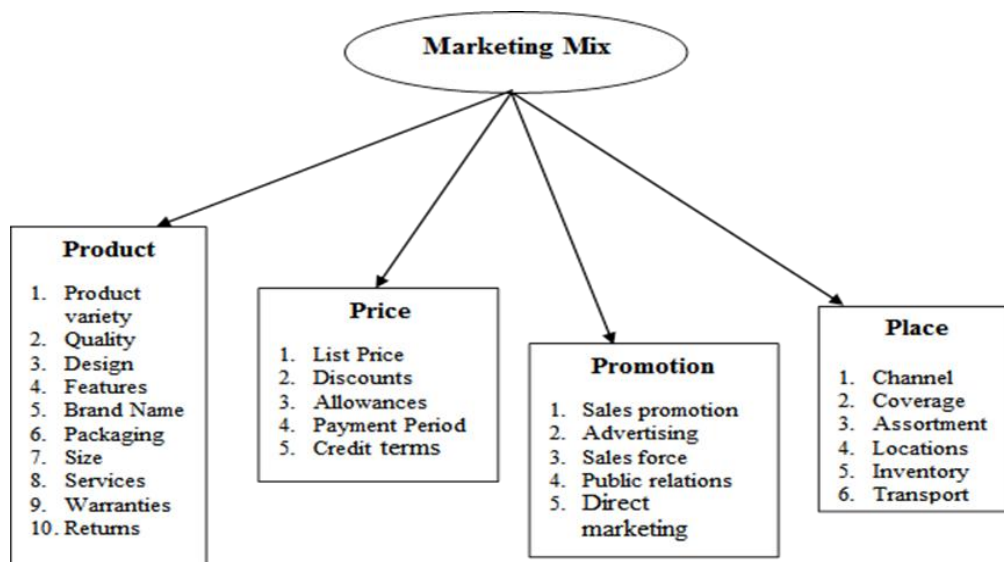 Marketing Mix
Product
1. Product
variety
2. Quality
3. Design
4. Features
5. Brand Name
6. Packaging
7. Size
8. Services
9. Warranties
10. Returns
Price
1. List Price
2. Discounts
3. Allowances
4. Payment Period
5. Credit terms
Promotion
1. Sales promotion
2. Advertising
3. Sales force
4. Public relations
5. Direct
marketing
Place
1. Channel
2. Coverage
3. Assortment
4. Locations
5. Inventory
6. Transport